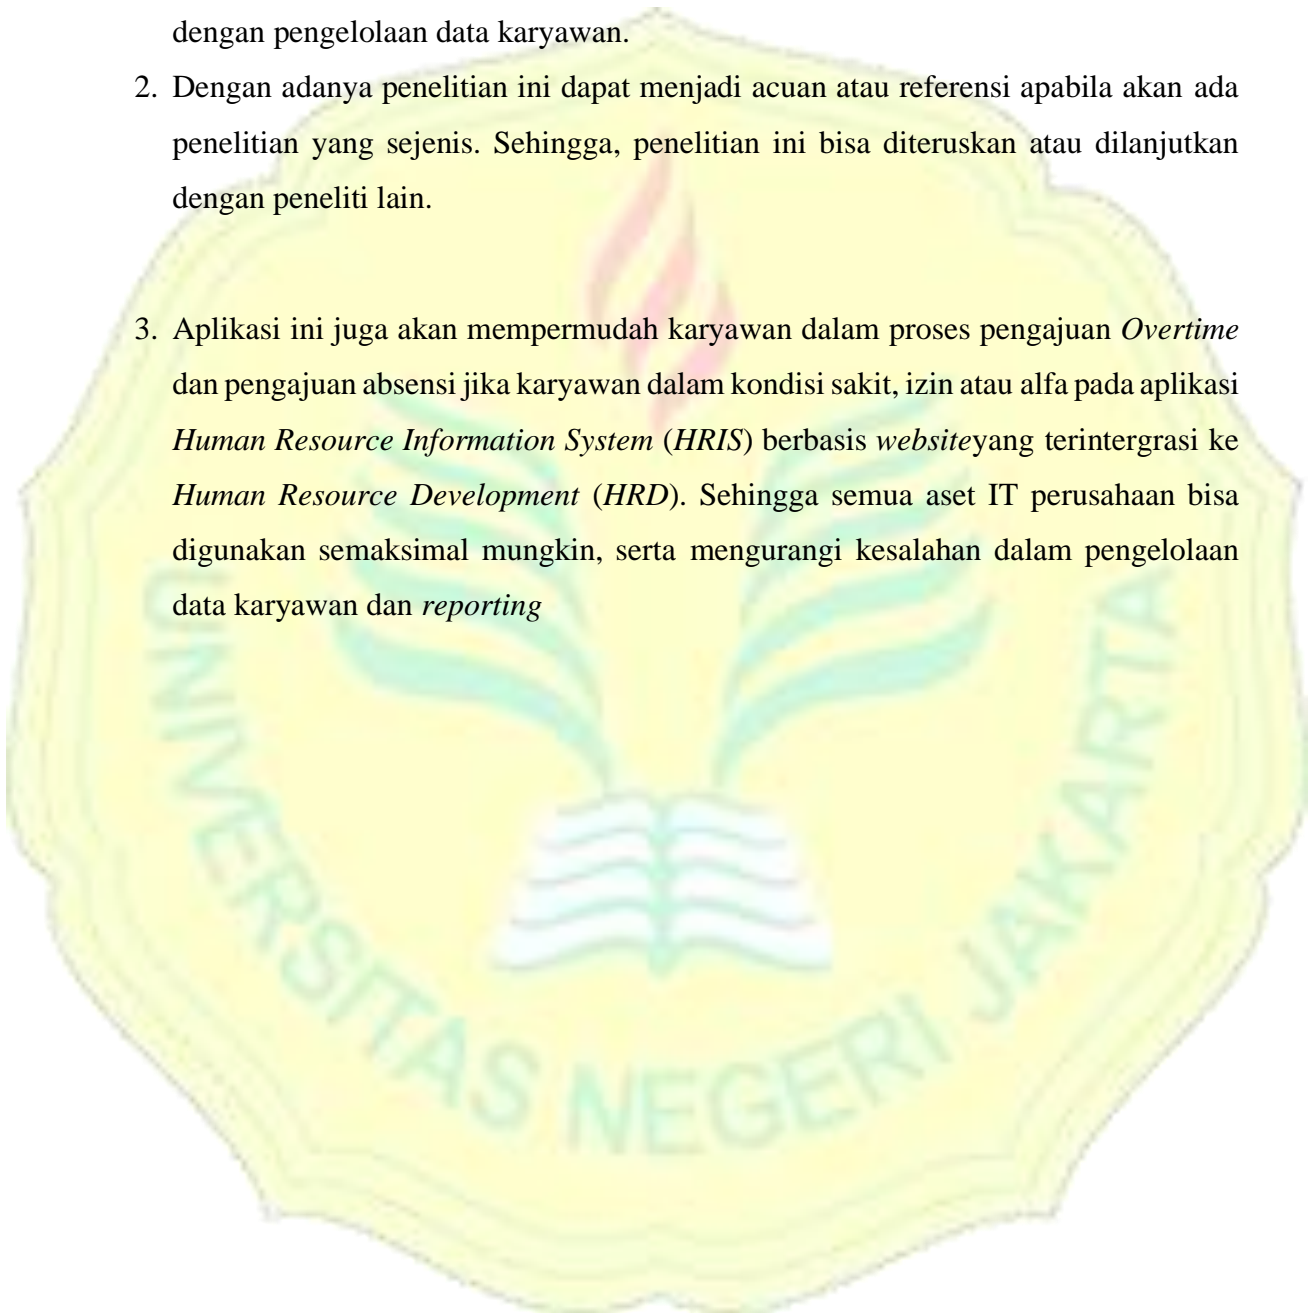 dengan pengelolaan data karyawan.
2. Dengan adanya penelitian ini dapat menjadi acuan atau referensi apabila akan ada
penelitian yang sejenis. Sehingga, penelitian ini bisa diteruskan atau dilanjutkan
dengan peneliti lain.
3. Aplikasi ini juga akan mempermudah karyawan dalam proses pengajuan Overtime
dan pengajuan absensi jika karyawan dalam kondisi sakit, izin atau alfa pada aplikasi
Human Resource Information System (HRIS) berbasis websiteyang terintergrasi ke
Human Resource Development (HRD). Sehingga semua aset IT perusahaan bisa
digunakan semaksimal mungkin, serta mengurangi kesalahan dalam pengelolaan
data karyawan dan reporting
UNIVERSITAS NEGERI JAKARTA